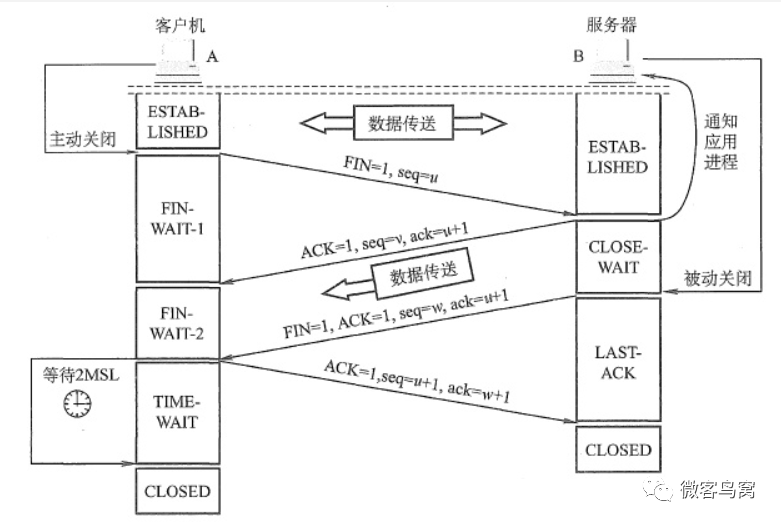 客户机
服务器
A
B
ESTAB-
LISHED
数据传送
主动关闭
通知
应用
进程
ESTAB-
LISHED
FIN=1, seq=u
FIN-
WAIT-1
ACK=1, seq=v, ack=u+1
CLOSE-
WAIT
数据传送
被动关闭
FIN-
WAIT-2
FIN=1, ACK=1, seq=w, ack=u+1
LAST-
ACK
等待2MSL
ACK=1,seq=u+1, ack=w+1
TIME-
WAIT
CLOSED
CLOSED
微客鸟窝